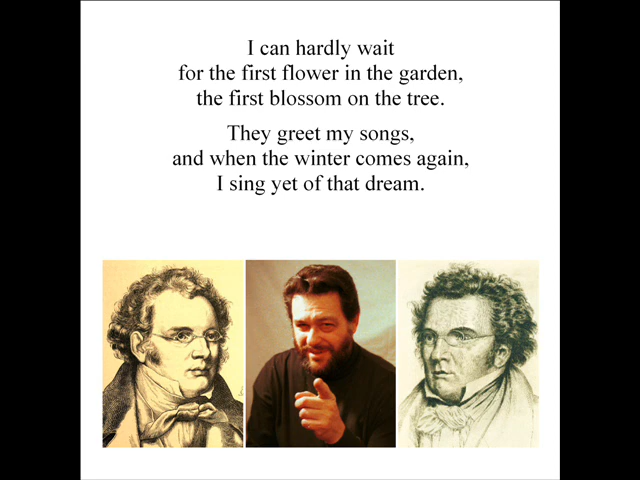 I can hardly wait
for the first flower in the garden,
the first blossom on the tree.
They greet my songs,
and when the winter comes again,
I sing yet of that dream.